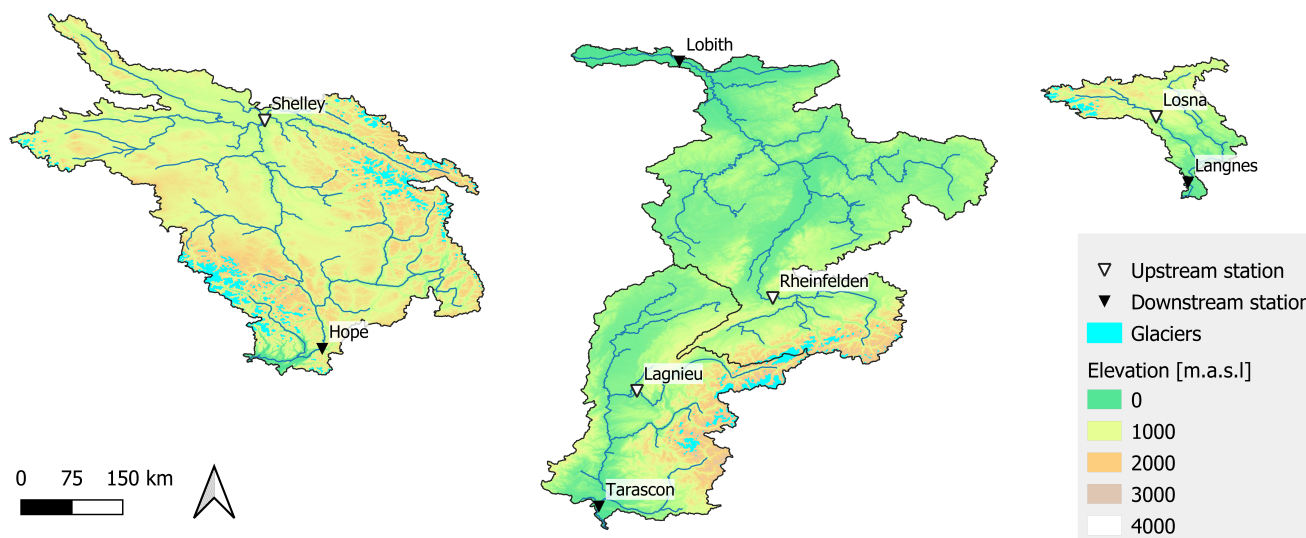 Lobith
Shelley
Losna
Langnes
Rheinfelden
Hope
Lagnieu
Tarascon
0 75 150 km
Upstream station
Downstream station
Glaciers
Elevation [m.a.s.l]
0
1000
2000
3000
4000